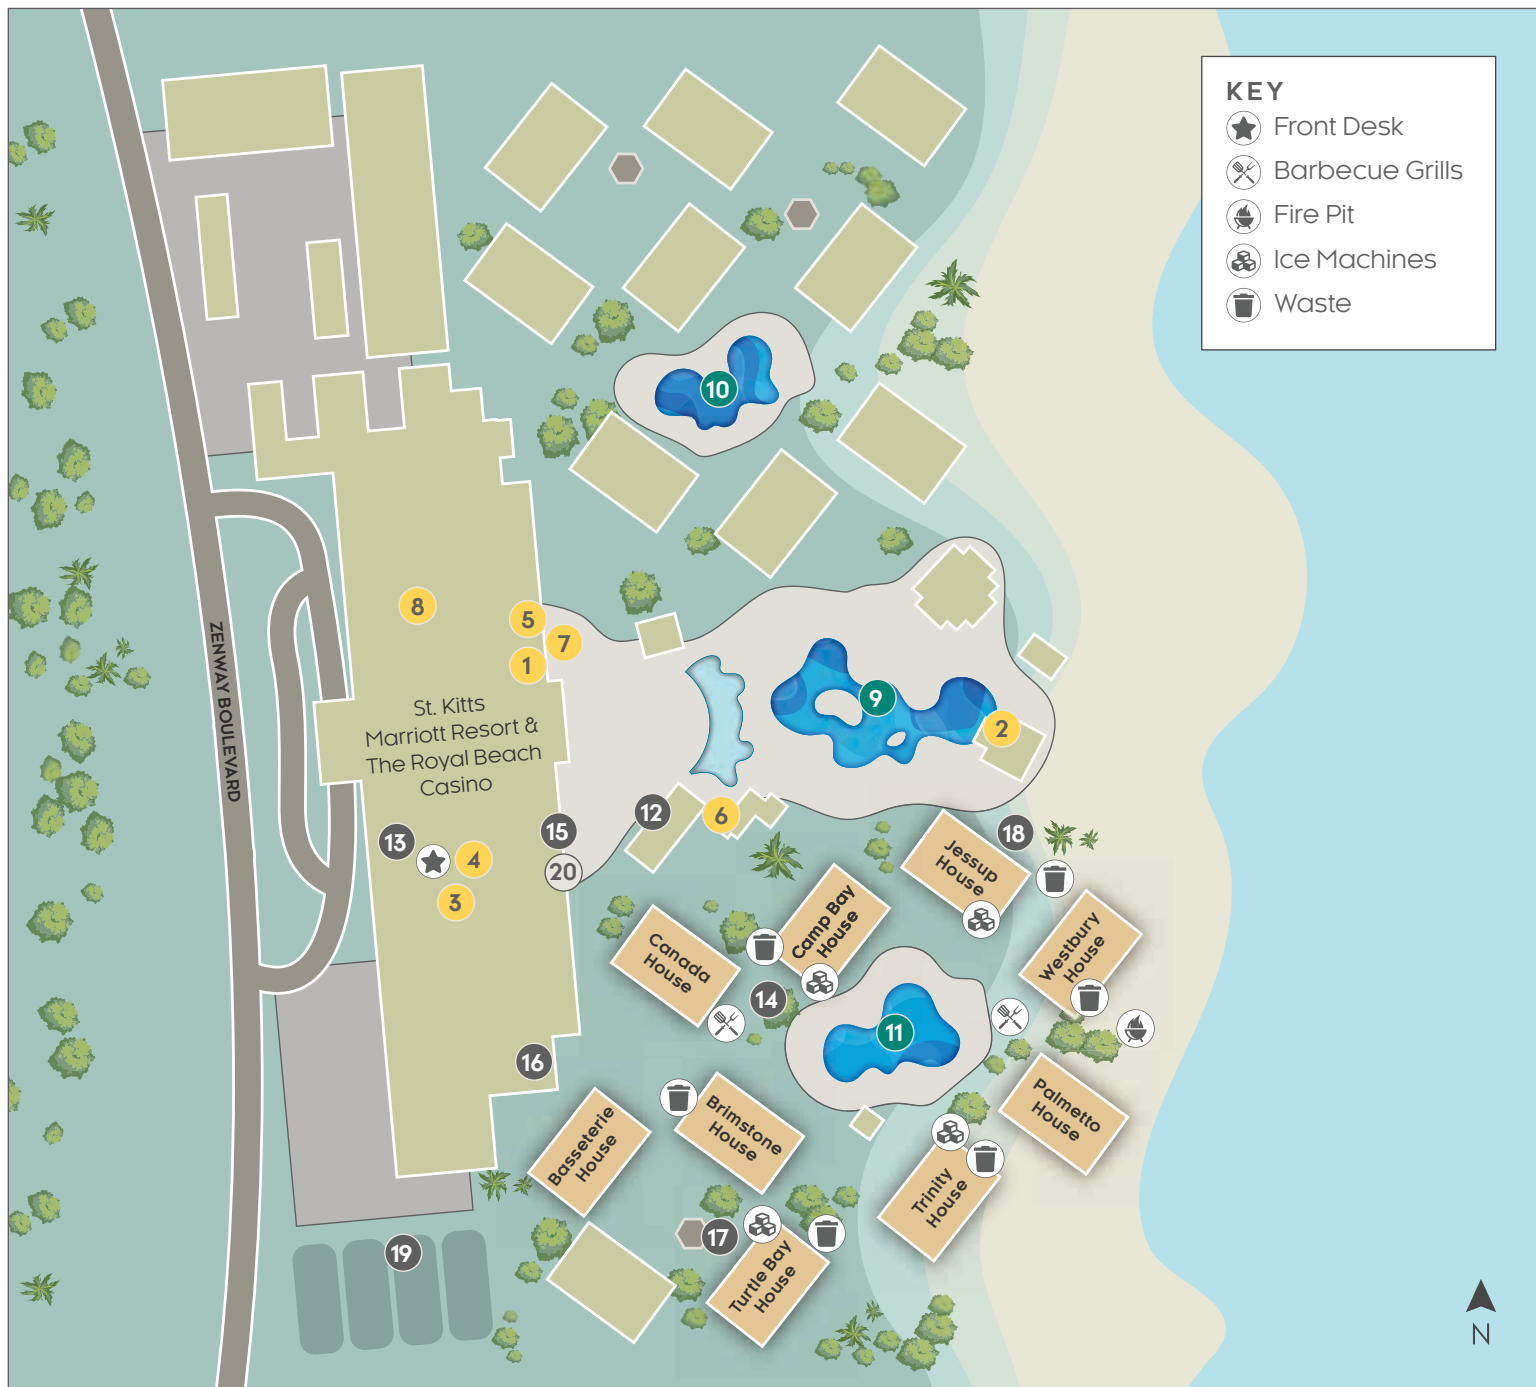 KEY
Front Desk
Barbecue Grills
Fire Pit
Ice Machines
Waste
10
8
5
7
1
9
2
ZENWAY BOULEVARD
St. Kitts
Marriott Resort &
The Royal Beach
Casino
12
6
13
15
18
4
20
3
Jessup
House
Camp Bay
House
Westbury
House
Canada
House
14
11
16
Palmetto
House
Brimstone
House
Basseterie
House
Trinity
House
17
19
Turtle Bay
House
N